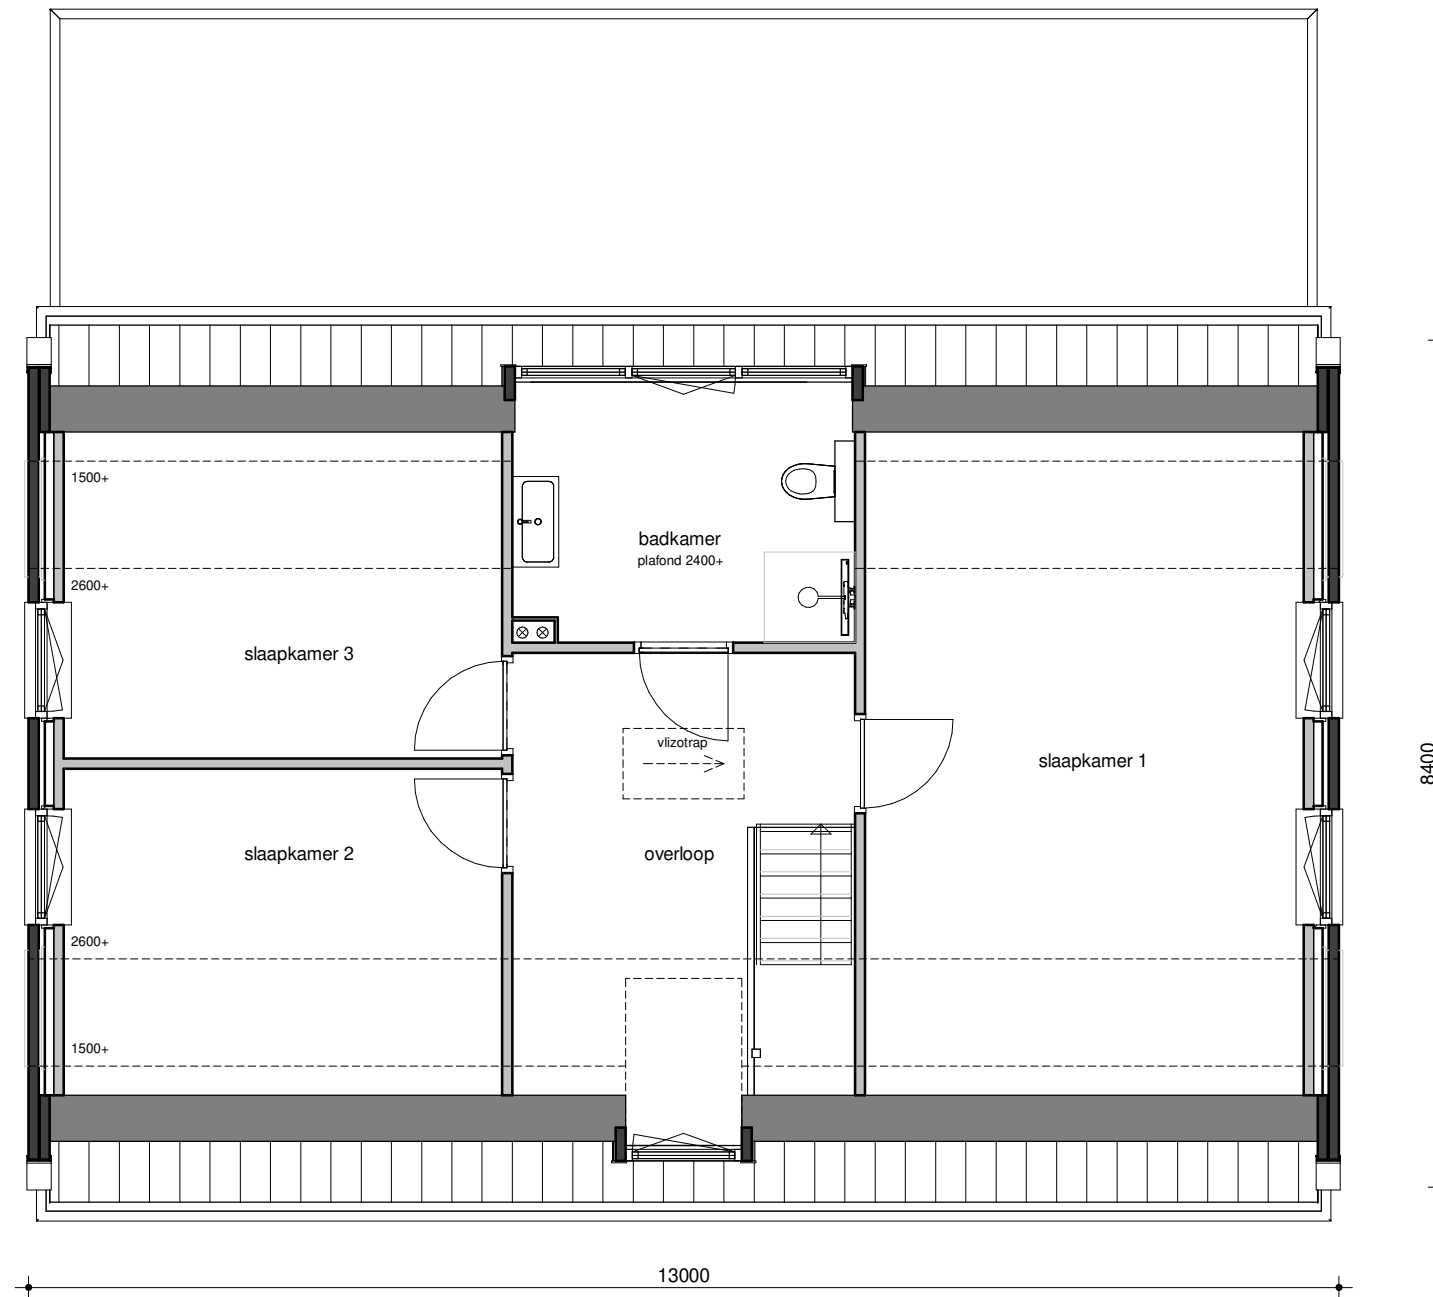 1500+
badkamer
plafond 2400+
2600+
slaapkamer 3
vlizotrap
slaapkamer 1
8400
slaapkamer 2
overloop
2600+
1500+
13000